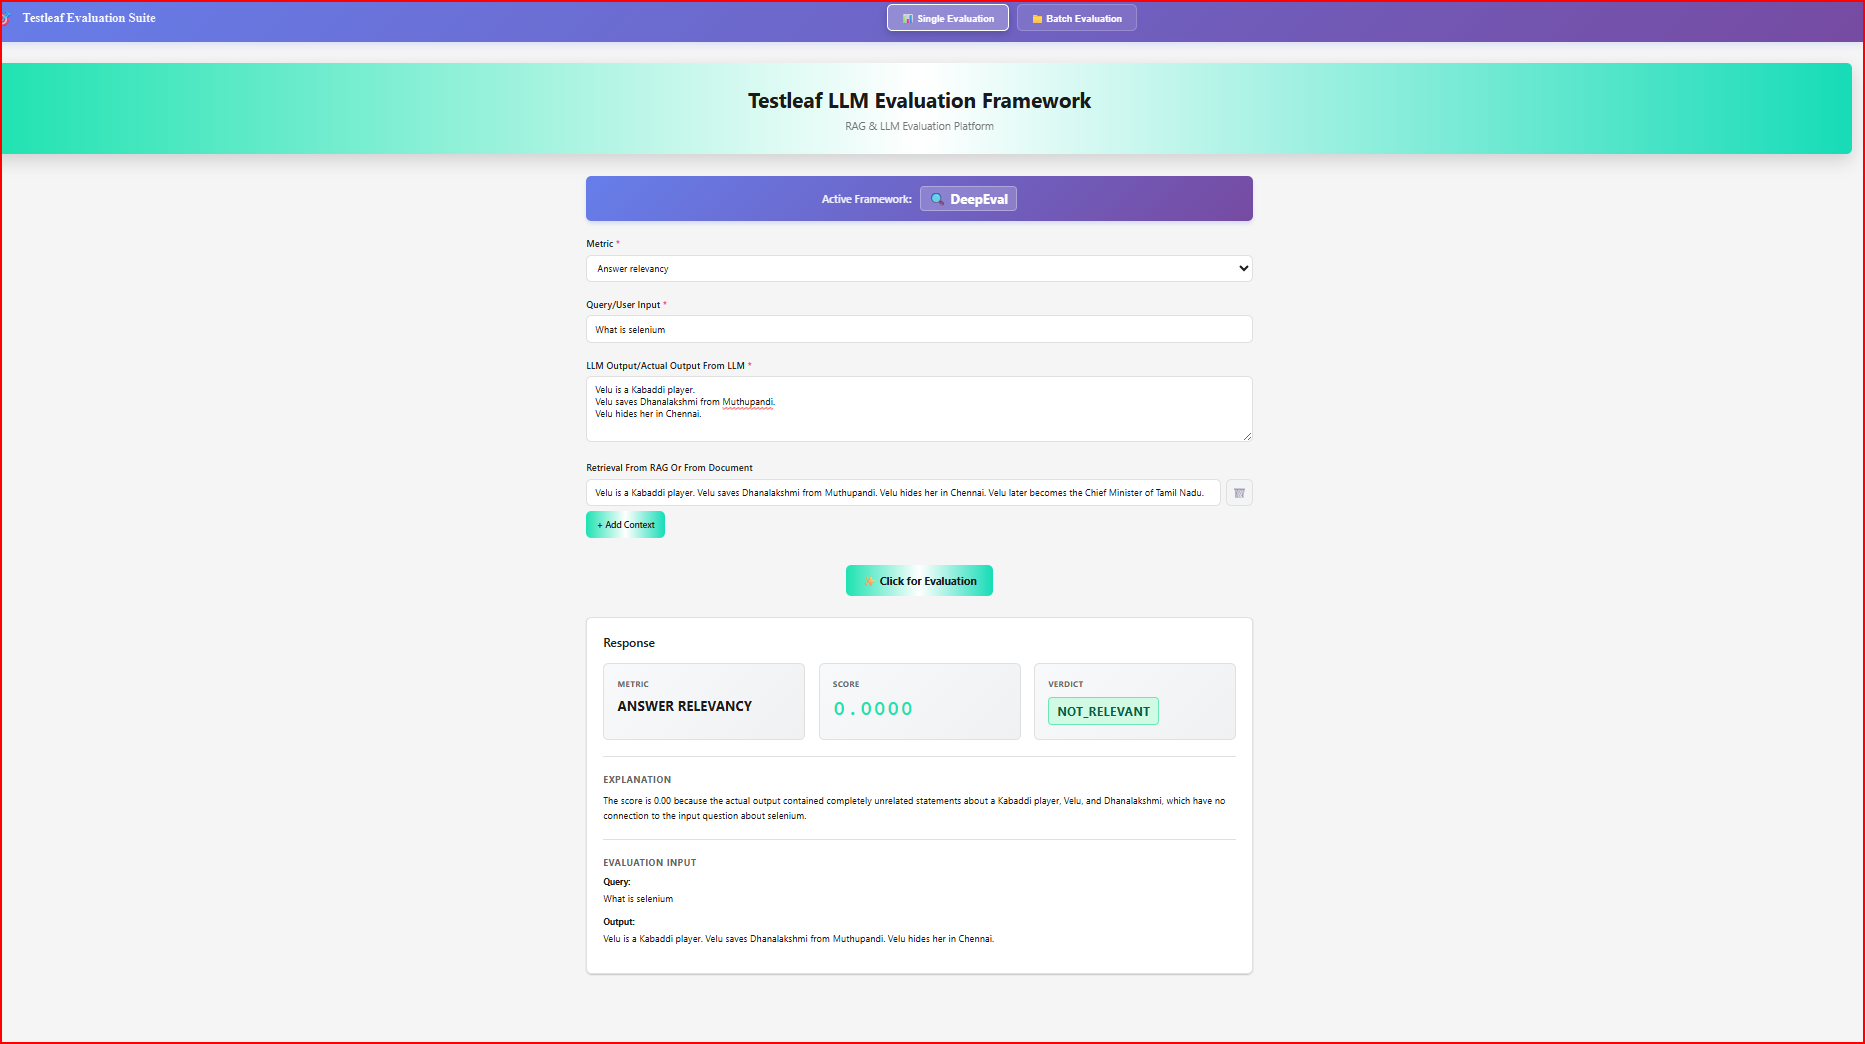 Testleaf Evaluation Suite
Single Evaluation
Batch Evaluation
Testleaf LLM Evaluation Framework
RAG & LLM Evaluation Platform
Active Framework: DeepEval
Metric *
Answer relevancy
Query/User Input *
What is selenium
LLM Output/Actual Output From LLM *
Velu is a Kabaddi player.
Velu saves Dhanalakshmi from Muthupandi.
Velu hides her in Chennai.
Retrieval From RAG Or From Document
Velu is a Kabaddi player. Velu saves Dhanalakshmi from Muthupandi. Velu hides her in Chennai. Velu later becomes the Chief Minister of Tamil Nadu.
+ Add Context
Click for Evaluation
Response
METRIC
ANSWER RELEVANCY
SCORE
0.0000
VERDICT
NOT_RELEVANT
EXPLANATION
The score is 0.00 because the actual output contained completely unrelated statements about a Kabaddi player, Velu, and Dhanalakshmi, which have no
connection to the input question about selenium.
EVALUATION INPUT
Query:
What is selenium
Output:
Velu is a Kabaddi player. Velu saves Dhanalakshmi from Muthupandi. Velu hides her in Chennai.